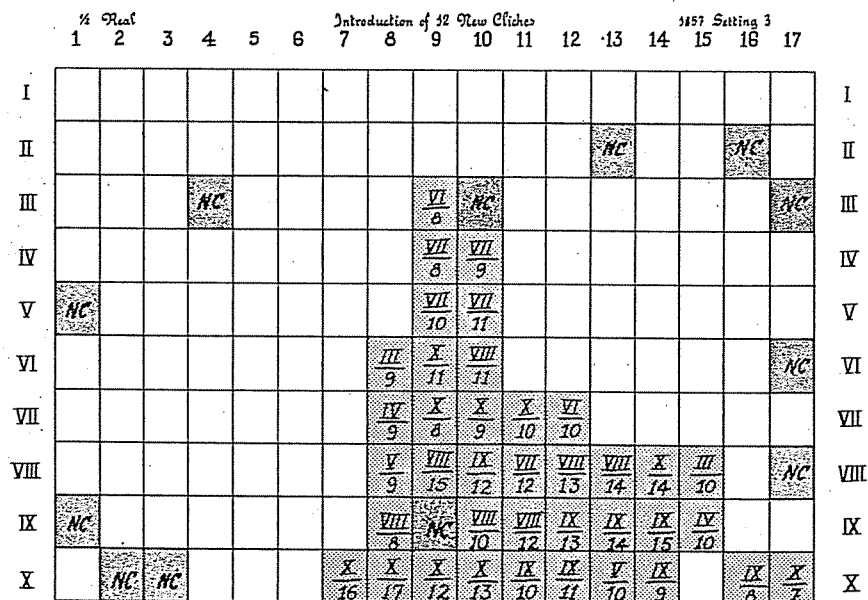 ½ Real Introduction of 12 New Cliches 1857 Setting 3
1 2 3 4 5 6 7 8 9 10 11 12 13 14 15 16 17
I I
II NC NC II
III NC VI/8 NC NC III
IV VII/8 VII/9 IV
V NC VII/10 VII/11 V
VI III/9 X/11 VIII/11 NC VI
VII IV/9 X/8 X/9 X/10 VI/10 VII
VIII V/9 VIII/15 IX/12 VII/12 VIII/13 VIII/14 X/14 III/10 NC VIII
IX NC VIII/8 NC VIII/10 VIII/12 IX/13 IX/14 IX/15 IV/10 IX
X NC NC X/16 X/17 X/12 X/13 IX/10 IX/11 V/10 IX/9 IX/8 X/7 X